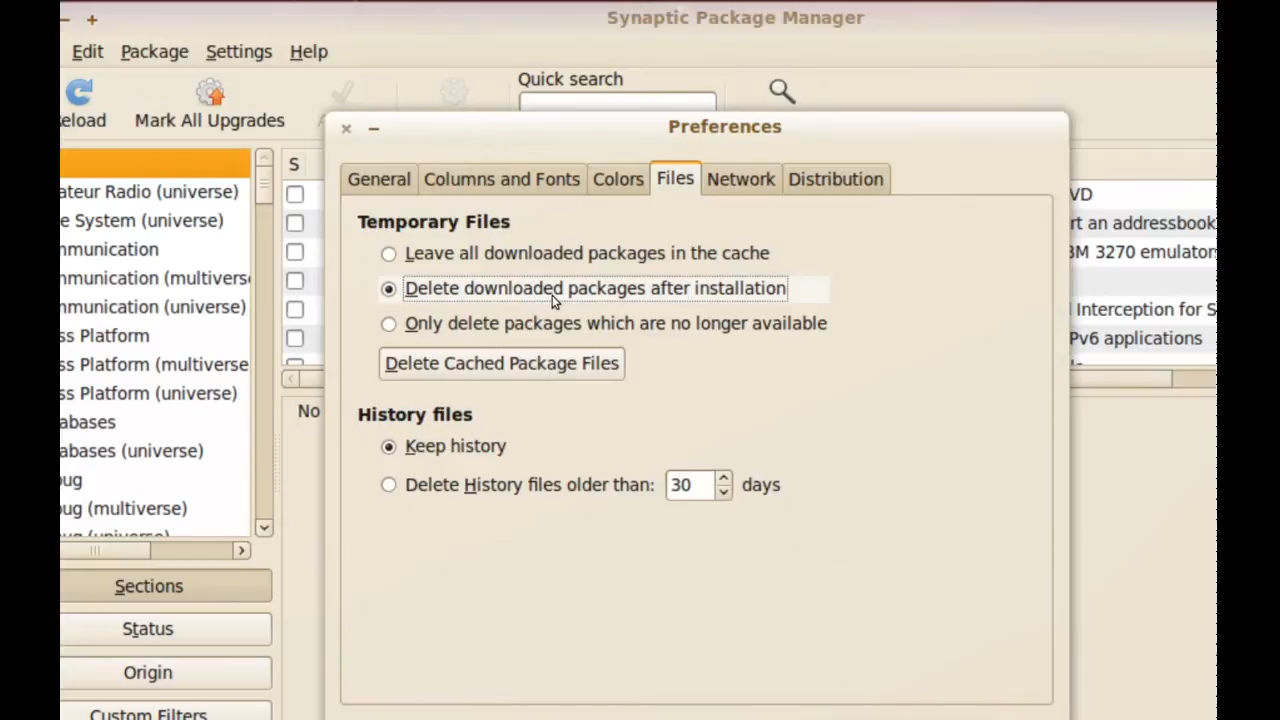 Synaptic Package Manager
Edit Package Settings Help
Quick search
eload
Mark All Upgrades
Preferences
General Columns and Fonts Colors Files Network Distribution
Temporary Files
Leave all downloaded packages in the cache
Delete downloaded packages after installation
Only delete packages which are no longer available
Delete Cached Package Files
History files
Keep history
Delete History files older than: 30 days
S
ateur Radio (universe)
e System (universe)
mmunication
mmunication (multivers
mmunication (universe)
ss Platform
ss Platform (multiverse
ss Platform (universe)
abases
abases (universe)
ug
ug (multiverse)
ug (universe)
Sections
Status
Origin
Custom Filters
No
VD
rt an addressbook
BM 3270 emulator
l Interception for S
Pv6 applications